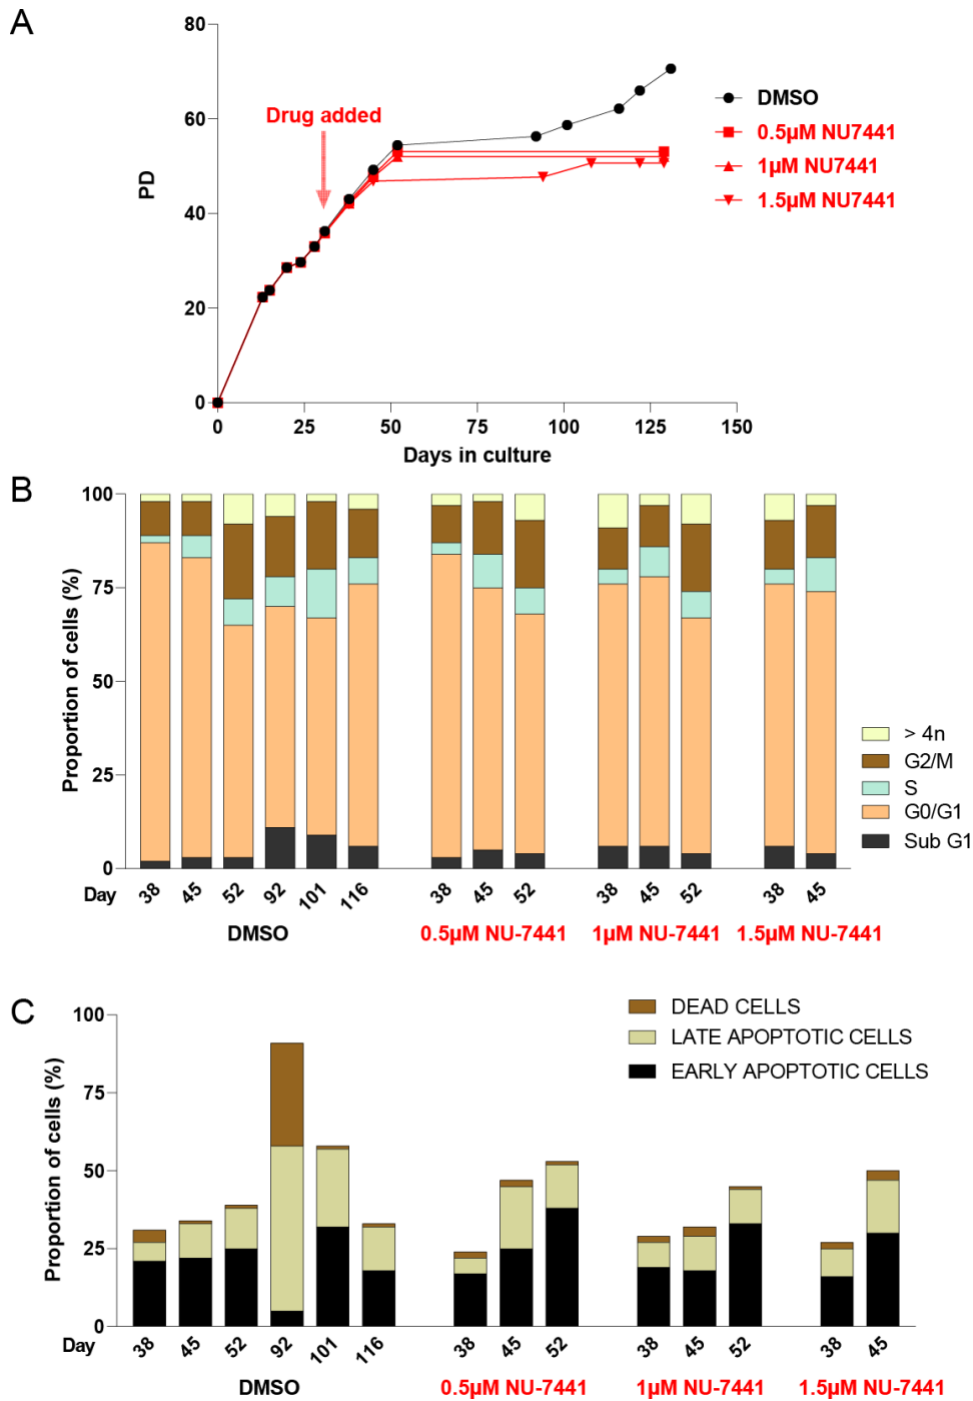 A
80
60
40
20
0
PD
Drug added
DMSO
0.5µM NU7441
1µM NU7441
1.5µM NU7441
0 25 50 75 100 125 150
Days in culture
B
100
75
50
25
0
Proportion of cells (%)
> 4n
G2/M
S
G0/G1
Sub G1
Day 38 45 52 92 101 116 38 45 52 38 45 52 38 45
DMSO 0.5µM NU-7441 1µM NU-7441 1.5µM NU-7441
C
100
75
50
25
0
Proportion of cells (%)
DEAD CELLS
LATE APOPTOTIC CELLS
EARLY APOPTOTIC CELLS
Day 38 45 52 92 101 116 38 45 52 38 45 52 38 45
DMSO 0.5µM NU-7441 1µM NU-7441 1.5µM NU-7441